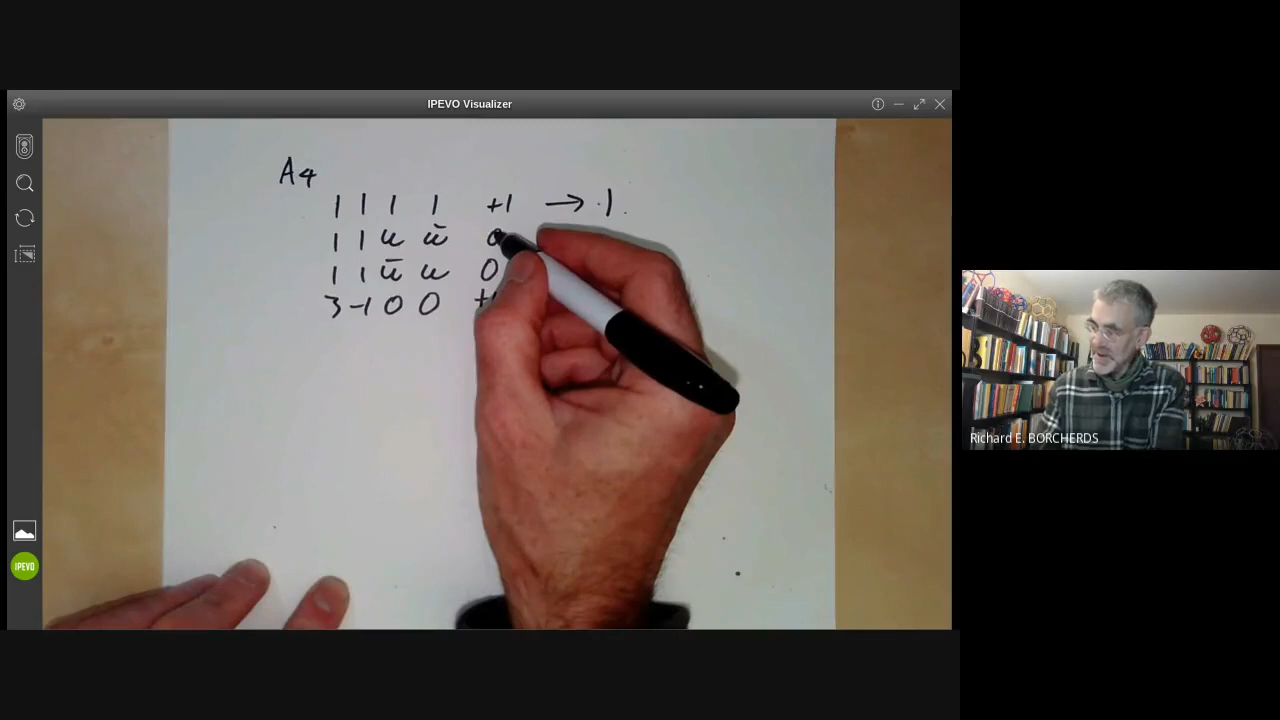 IPEVO Visualizer
A4
1 1 1 1 +1 → 1.
1 1 ω ω̄ 0
1 1 ω̄ ω 0
3 -1 0 0
IPEVO
Richard E. BORCHERDS